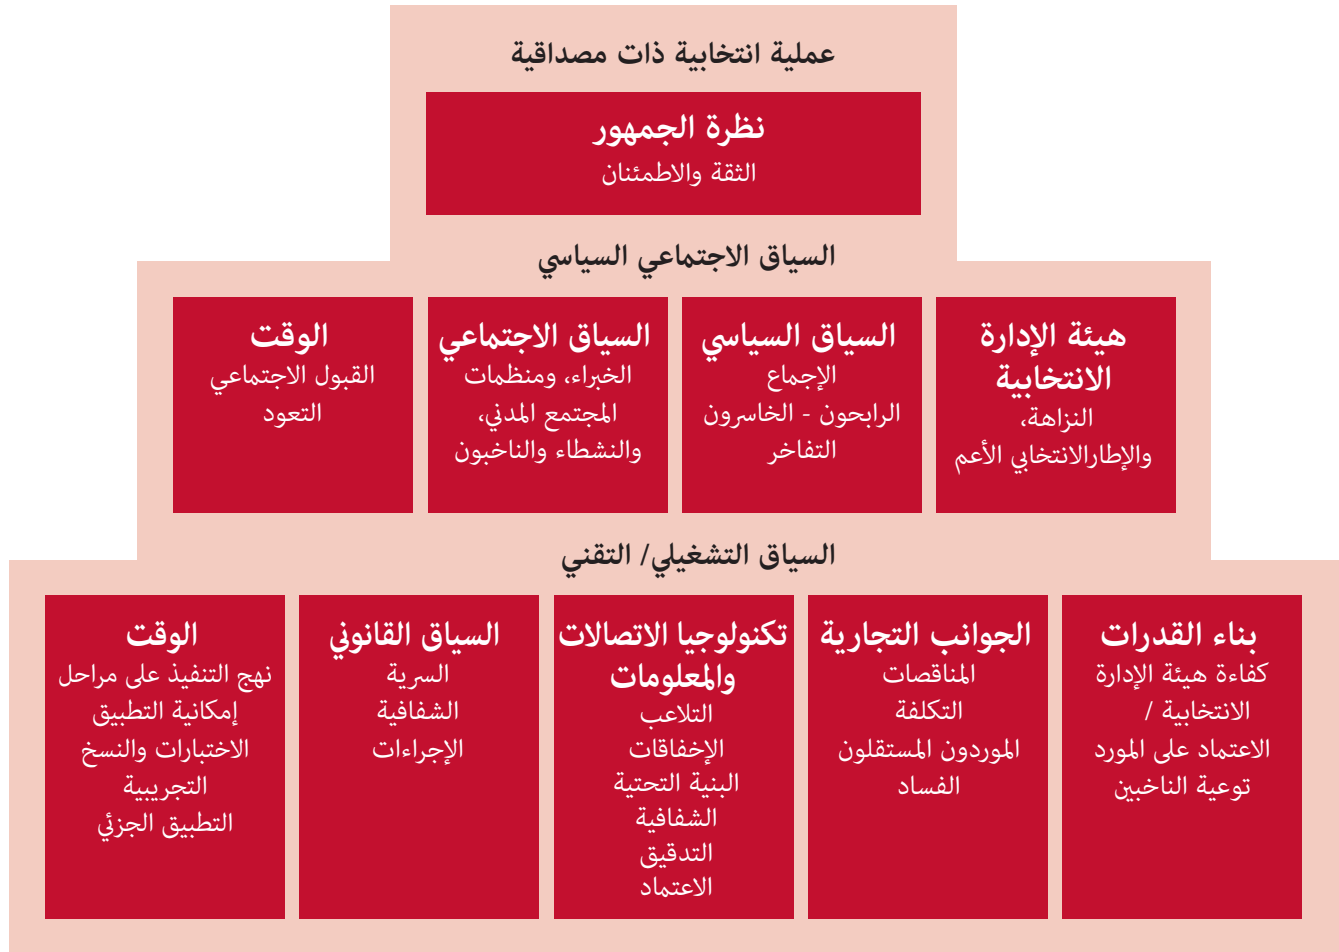 عملية انتخابية ذات مصداقية
نظرة الجمهور
الثقة والاطمئنان
السياق الاجتماعي السياسي
هيئة الإدارة
الانتخابية
النزاهة،
والإطارالانتخابي الأعم
السياق السياسي
الإجماع
الرابحون - الخاسرون
التفاخر
السياق الاجتماعي
الخبراء، ومنظمات
المجتمع المدني،
والنشطاء والناخبون
الوقت
القبول الاجتماعي
التعود
السياق التشغيلي/ التقني
بناء القدرات
كفاءة هيئة الإدارة
الانتخابية /
الاعتماد على المورد
توعية الناخبين
الجوانب التجارية
المناقصات
التكلفة
الموردون المستقلون
الفساد
تكنولوجيا الاتصالات
والمعلومات
التلاعب
الإخفاقات
البنية التحتية
الشفافية
التدقيق
الاعتماد
السياق القانوني
السرية
الشفافية
الإجراءات
الوقت
نهج التنفيذ على مراحل
إمكانية التطبيق
الاختبارات والنسخ
التجريبية
التطبيق الجزئي